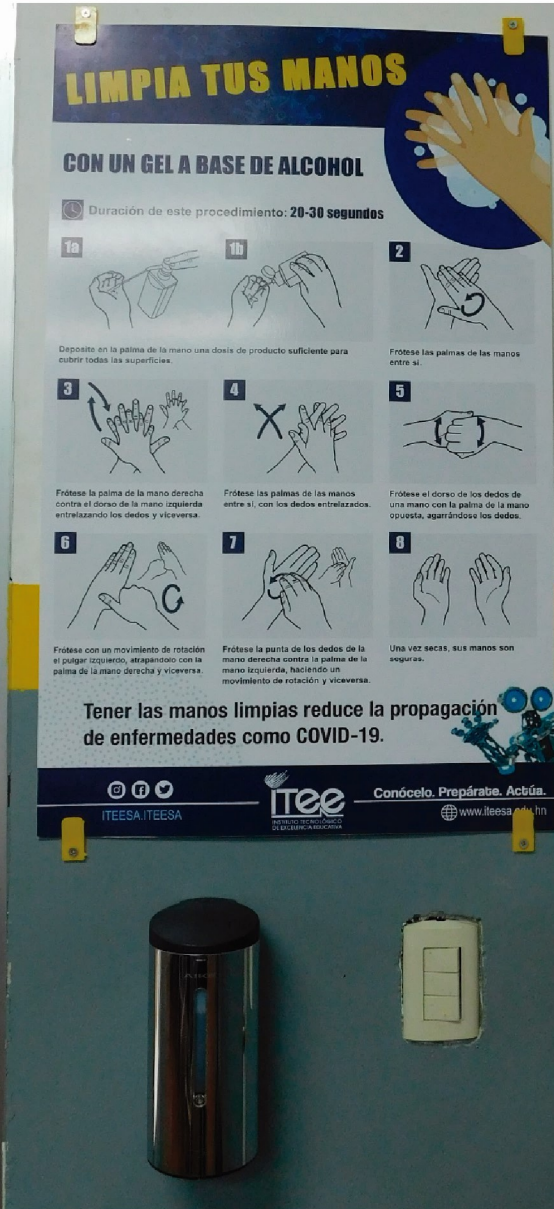 LIMPIA TUS MANOS
CON UN GEL A BASE DE ALCOHOL
Duración de este procedimiento: 20-30 segundos
1a
1b
Deposite en la palma de la mano una dosis de producto suficiente para
cubrir todas las superficies.
2
Frótese las palmas de las manos
entre sí.
3
Frótese la palma de la mano derecha
contra el dorso de la mano izquierda
entrelazando los dedos y viceversa.
4
Frótese las palmas de las manos
entre sí, con los dedos entrelazados.
5
Frótese el dorso de los dedos de
una mano con la palma de la mano
opuesta, agarrándose los dedos.
6
Frótese con un movimiento de rotación
el pulgar izquierdo, atrapándolo con la
palma de la mano derecha y viceversa.
7
Frótese la punta de los dedos de la
mano derecha contra la palma de la
mano izquierda, haciendo un
movimiento de rotación y viceversa.
8
Una vez secas, sus manos son
seguras.
Tener las manos limpias reduce la propagación
de enfermedades como COVID-19.
ITEESA.ITEESA
iTee
INSTITUTO TECNOLÓGICO
DE EXCELENCIA EDUCATIVA
Conócelo. Prepárate. Actúa.
www.iteesa.edu.hn